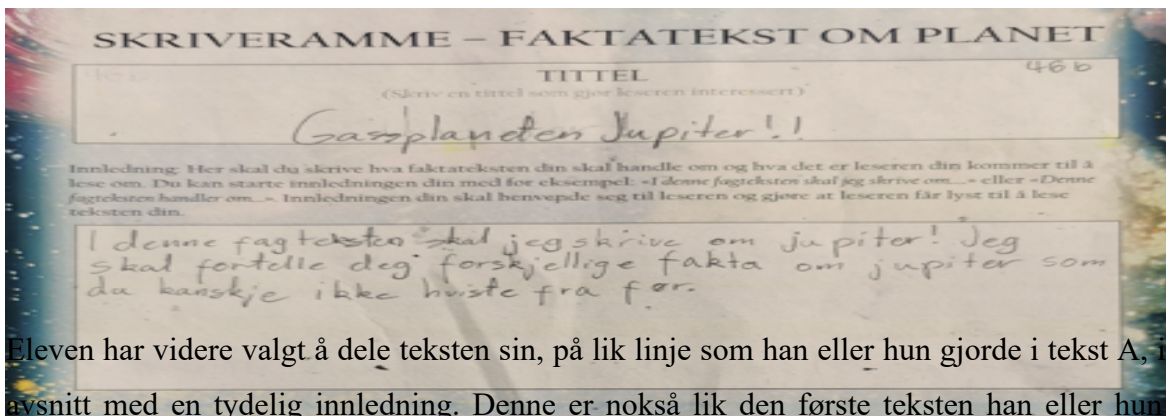 SKRIVERAMME – FAKTATEKST OM PLANET
46b
TITTEL
(Skriv en tittel som gjør leseren interessert)
Gassplaneten Jupiter!!
Innledning: Her skal du skrive hva faktateksten din skal handle om og hva det er leseren din kommer til å
lese om. Du kan starte innledningen din med for eksempel: «I denne fagteksten skal jeg skrive om...» eller «Denne
fagteksten handler om...». Innledningen din skal henvende seg til leseren og gjøre at leseren får lyst til å lese
teksten din.
I denne fagteksten skal jeg skrive om jupiter! Jeg
skal fortelle deg forskjellige fakta om jupiter som
du kanskje ikke hviste fra før.
Eleven har videre valgt å dele teksten sin, på lik linje som han eller hun gjorde i tekst A, i
avsnitt med en tydelig innledning. Denne er nokså lik den første teksten han eller hun